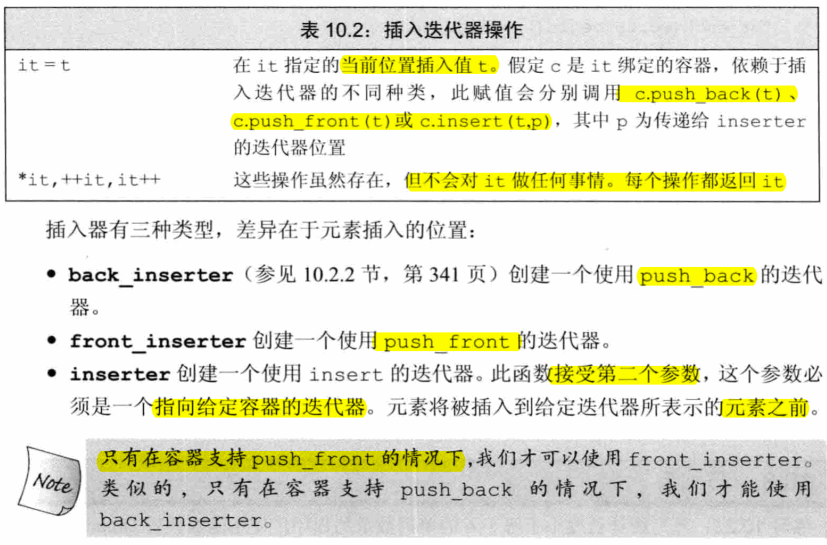 表 10.2：插入迭代器操作
it = t 在 it 指定的当前位置插入值 t。假定 c 是 it 绑定的容器，依赖于插
入迭代器的不同种类，此赋值会分别调用 c.push_back(t)、
c.push_front(t)或 c.insert(t,p)，其中 p 为传递给 inserter
的迭代器位置
*it,++it,it++ 这些操作虽然存在，但不会对 it 做任何事情。每个操作都返回 it
插入器有三种类型，差异在于元素插入的位置：
● back_inserter（参见 10.2.2 节，第 341 页）创建一个使用 push_back 的迭代
器。
● front_inserter 创建一个使用 push_front 的迭代器。
● inserter 创建一个使用 insert 的迭代器。此函数接受第二个参数，这个参数必
须是一个指向给定容器的迭代器。元素将被插入到给定迭代器所表示的元素之前。
Note
只有在容器支持 push_front 的情况下,我们才可以使用 front_inserter。
类似的，只有在容器支持 push_back 的情况下，我们才能使用
back_inserter。